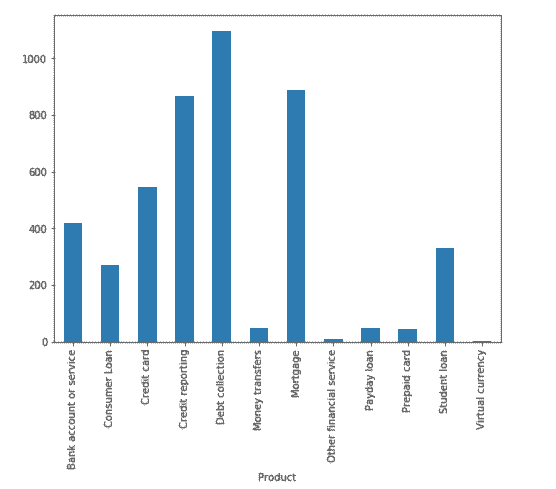 1000
800
600
400
200
0
Bank account or service
Consumer Loan
Credit card
Credit reporting
Debt collection
Money transfers
Mortgage
Other financial service
Payday loan
Prepaid card
Student loan
Virtual currency
Product